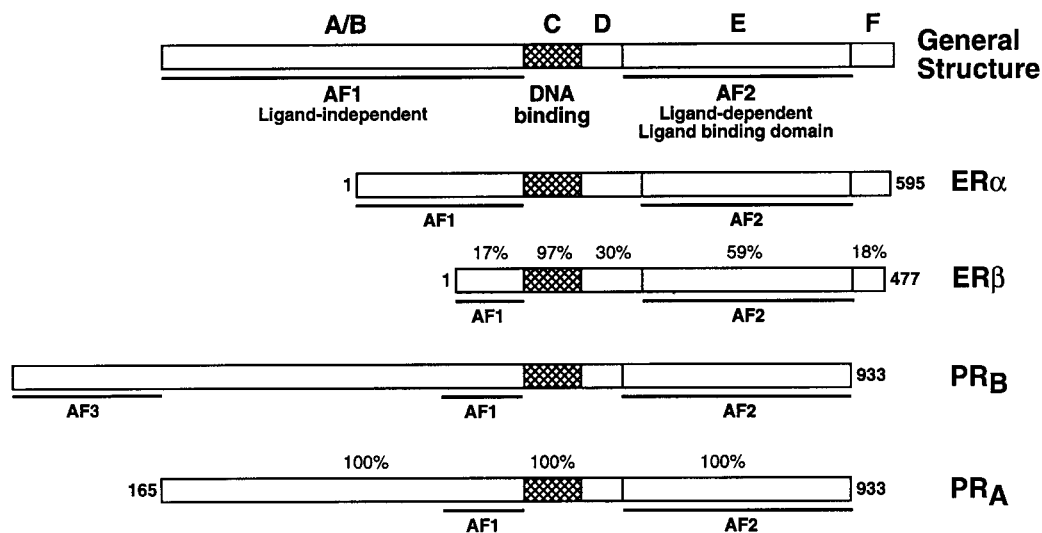 A/B C D E F
General
Structure
AF1 DNA AF2
Ligand-independent binding Ligand-dependent
Ligand binding domain
1 595 ERα
AF1 AF2
17% 97% 30% 59% 18%
1 477 ERβ
AF1 AF2
933 PRB
AF3 AF1 AF2
100% 100% 100%
165 933 PRA
AF1 AF2